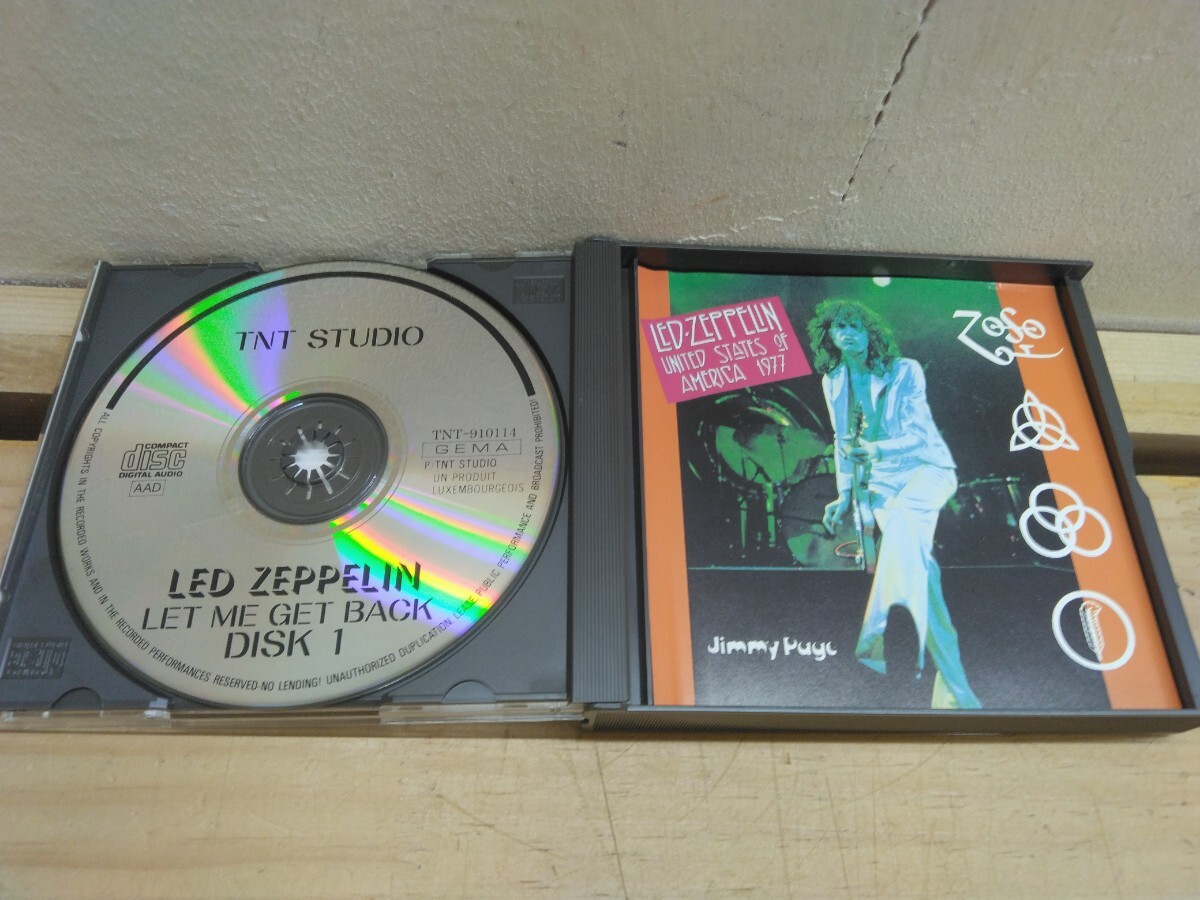 TNT STUDIO
COMPACT
disc
DIGITAL AUDIO
AAD
TNT-910114
GEMA
P: TNT STUDIO
UN PRODUIT
LUXEMBOURGEOIS
LED ZEPPELIN
LET ME GET BACK
DISK 1
ALL COPYRIGHTS IN THE RECORDED WORKS AND IN THE RECORDED PERFORMANCES RESERVED-NO LENDING! UNAUTHORIZED DUPLICATION LEASE PUBLIC PERFORMANCE AND BROADCAST PROHIBITED!
LED-ZEPPELIN
UNITED STATES OF
AMERICA 1977
Jimmy Page